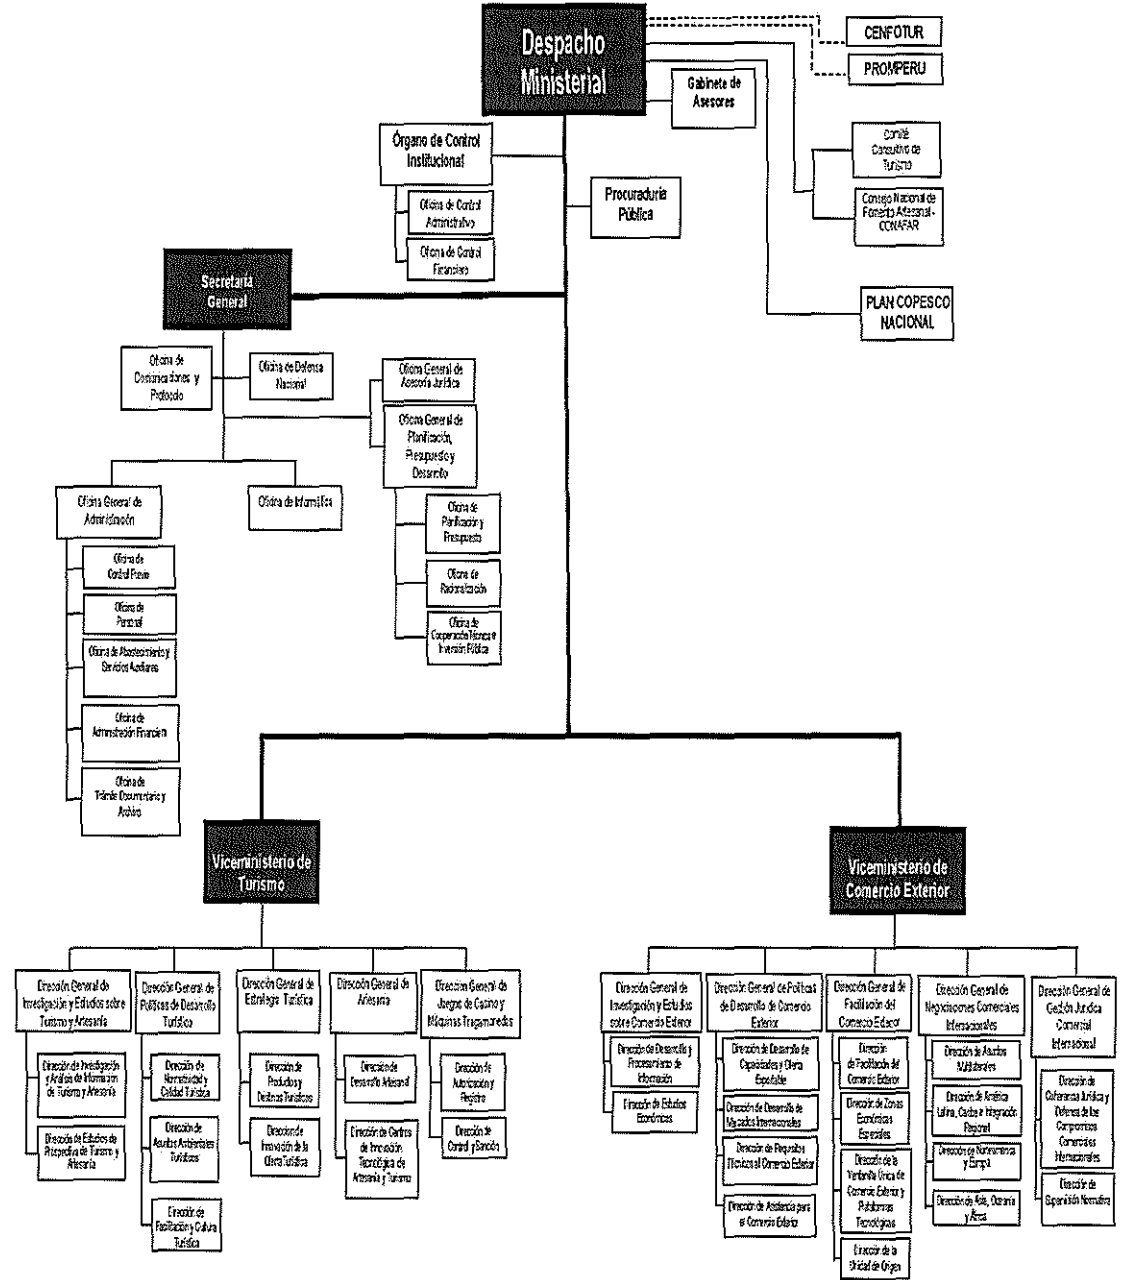 Despacho
Ministerial
CENFOTUR
PROMPERU
Gabinete de
Asesores
Comité
Consultivo de
Turismo
Consejo Nacional de
Fomento Artesanal -
CONAFAR
PLAN COPESCO
NACIONAL
Órgano de Control
Institucional
Oficina de Control
Administrativo
Oficina de Control
Financiero
Procuraduría
Pública
Secretaría
General
Oficina de
Comunicaciones y
Protocolo
Oficina de Defensa
Nacional
Oficina General de
Asesoría Jurídica
Oficina General de
Planificación,
Presupuesto y
Desarrollo
Oficina de
Planificación y
Presupuesto
Oficina de
Racionalización
Oficina de
Cooperación Técnica e
Inversión Pública
Oficina General de
Administración
Oficina de Informática
Oficina de
Control Previo
Oficina de
Personal
Oficina de Abastecimiento y
Servicios Auxiliares
Oficina de
Administración Financiera
Oficina de
Trámite Documentario y
Archivo
Viceministerio de
Turismo
Dirección General de
Investigación y Estudios sobre
Turismo y Artesanía
Dirección de Investigación
y Análisis de Información
de Turismo y Artesanía
Dirección de Estudios de
Prospectiva de Turismo y
Artesanía
Dirección General de
Políticas de Desarrollo
Turístico
Dirección de
Normatividad y
Calidad Turística
Dirección de
Asuntos Ambientales
Turísticos
Dirección de
Facilitación y Cultura
Turística
Dirección General de
Estrategia Turística
Dirección de
Productos y
Destinos Turísticos
Dirección de
Innovación de la
Oferta Turística
Dirección General de
Artesanía
Dirección de
Desarrollo Artesanal
Dirección de Centros
de Innovación
Tecnológica de
Artesanía y Turismo
Dirección General de
Juegos de Casino y
Máquinas Tragamonedas
Dirección de
Autorización y
Registro
Dirección de
Control y Sanción
Viceministerio de
Comercio Exterior
Dirección General de
Investigación y Estudios
sobre Comercio Exterior
Dirección de Desarrollo y
Procesamiento de
Información
Dirección de Estudios
Económicos
Dirección General de Políticas
de Desarrollo de Comercio
Exterior
Dirección de Desarrollo de
Capacidades y Oferta
Exportable
Dirección de Desarrollo de
Mercados Internacionales
Dirección de Requisitos
Técnicos al Comercio Exterior
Dirección de Asistencia para
el Comercio Exterior
Dirección General de
Facilitación del
Comercio Exterior
Dirección
de Facilitación del
Comercio Exterior
Dirección de Zonas
Económicas
Especiales
Dirección de la
Ventanilla Única de
Comercio Exterior y
Plataformas
Tecnológicas
Dirección de la
Unidad de Origen
Dirección General de
Negociaciones Comerciales
Internacionales
Dirección de Asuntos
Multilaterales
Dirección de América
Latina, Caribe e Integración
Regional
Dirección de Norteamérica
y Europa
Dirección de Asia, Oceanía
y África
Dirección General de
Gestión Jurídica
Comercial
Internacional
Dirección de
Coherencia Jurídica y
Defensa de los
Compromisos
Comerciales
Internacionales
Dirección de
Supervisión Normativa